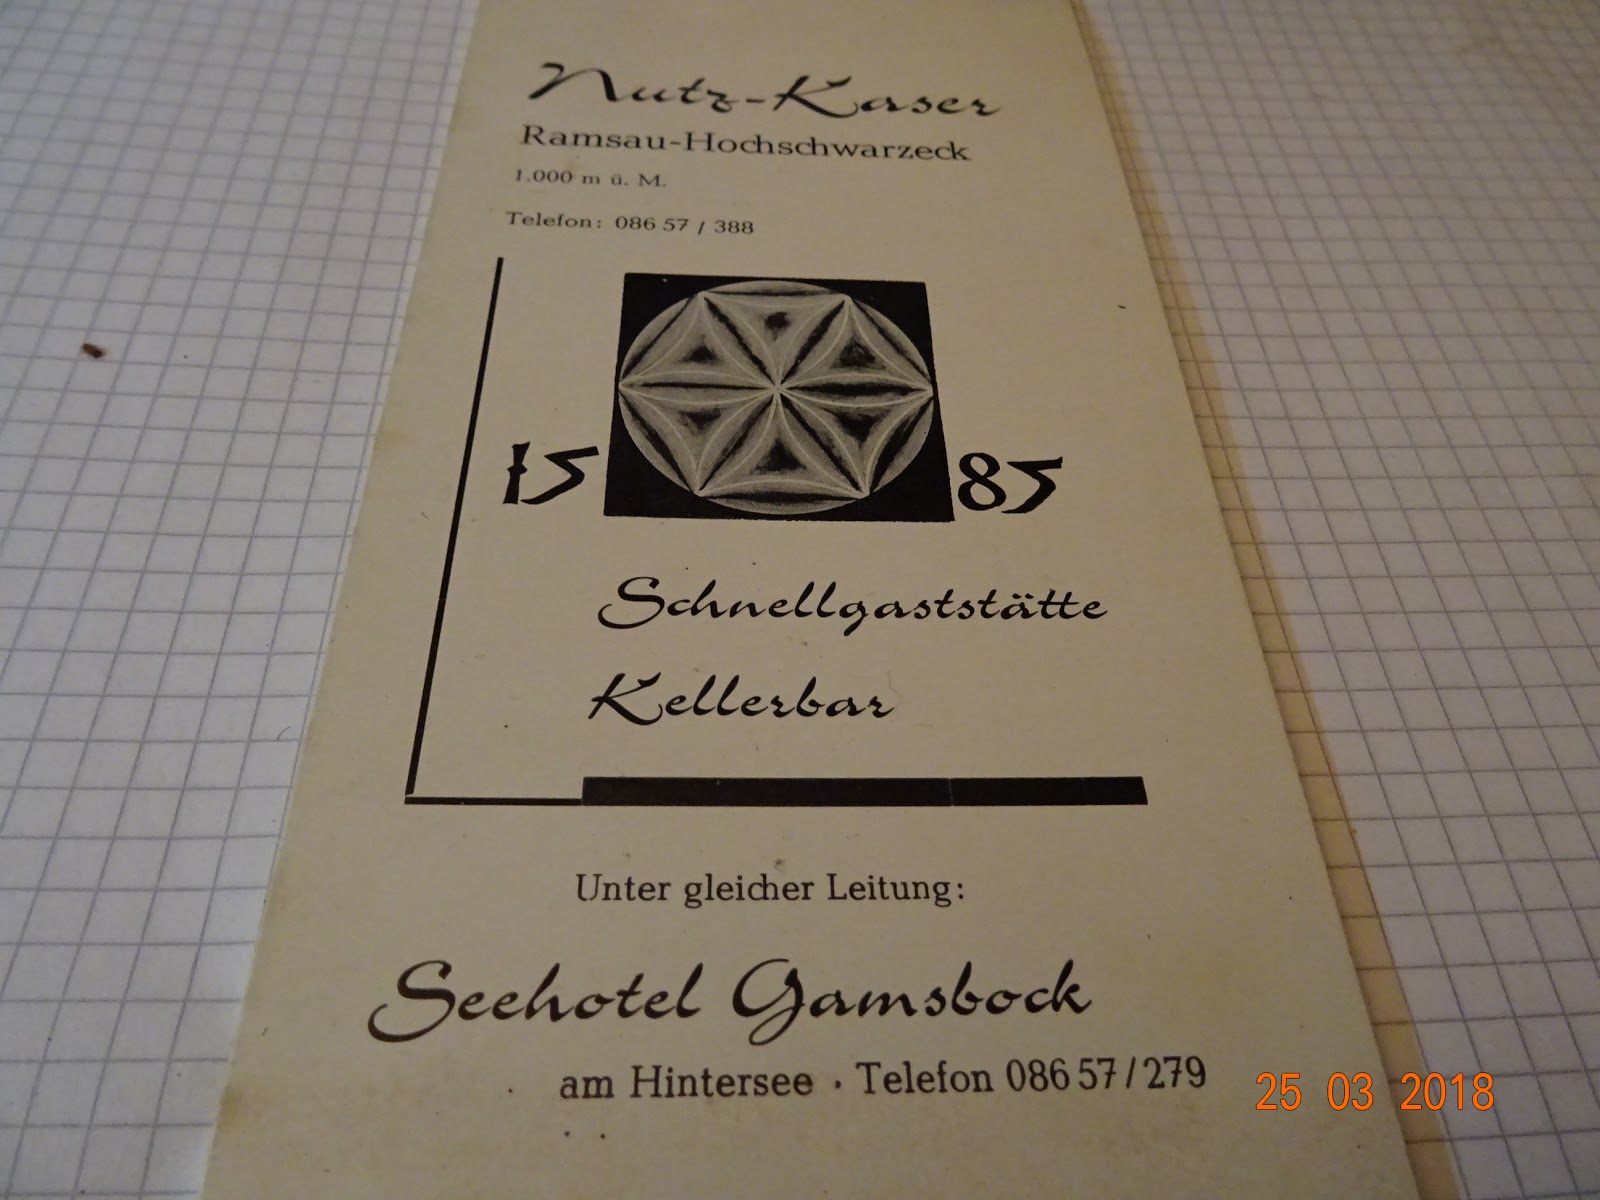 Nutz-Kaser
Ramsau-Hochschwarzeck
1.000 m ü. M.
Telefon: 086 57 / 388
15 85
Schnellgaststätte
Kellerbar
Unter gleicher Leitung:
Seehotel Gamsbock
am Hintersee · Telefon 086 57 / 279
25 03 2018